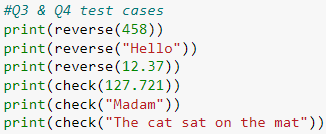 #Q3 & Q4 test cases
print(reverse(458))
print(reverse("Hello"))
print(reverse(12.37))
print(check(127.721))
print(check("Madam"))
print(check("The cat sat on the mat"))